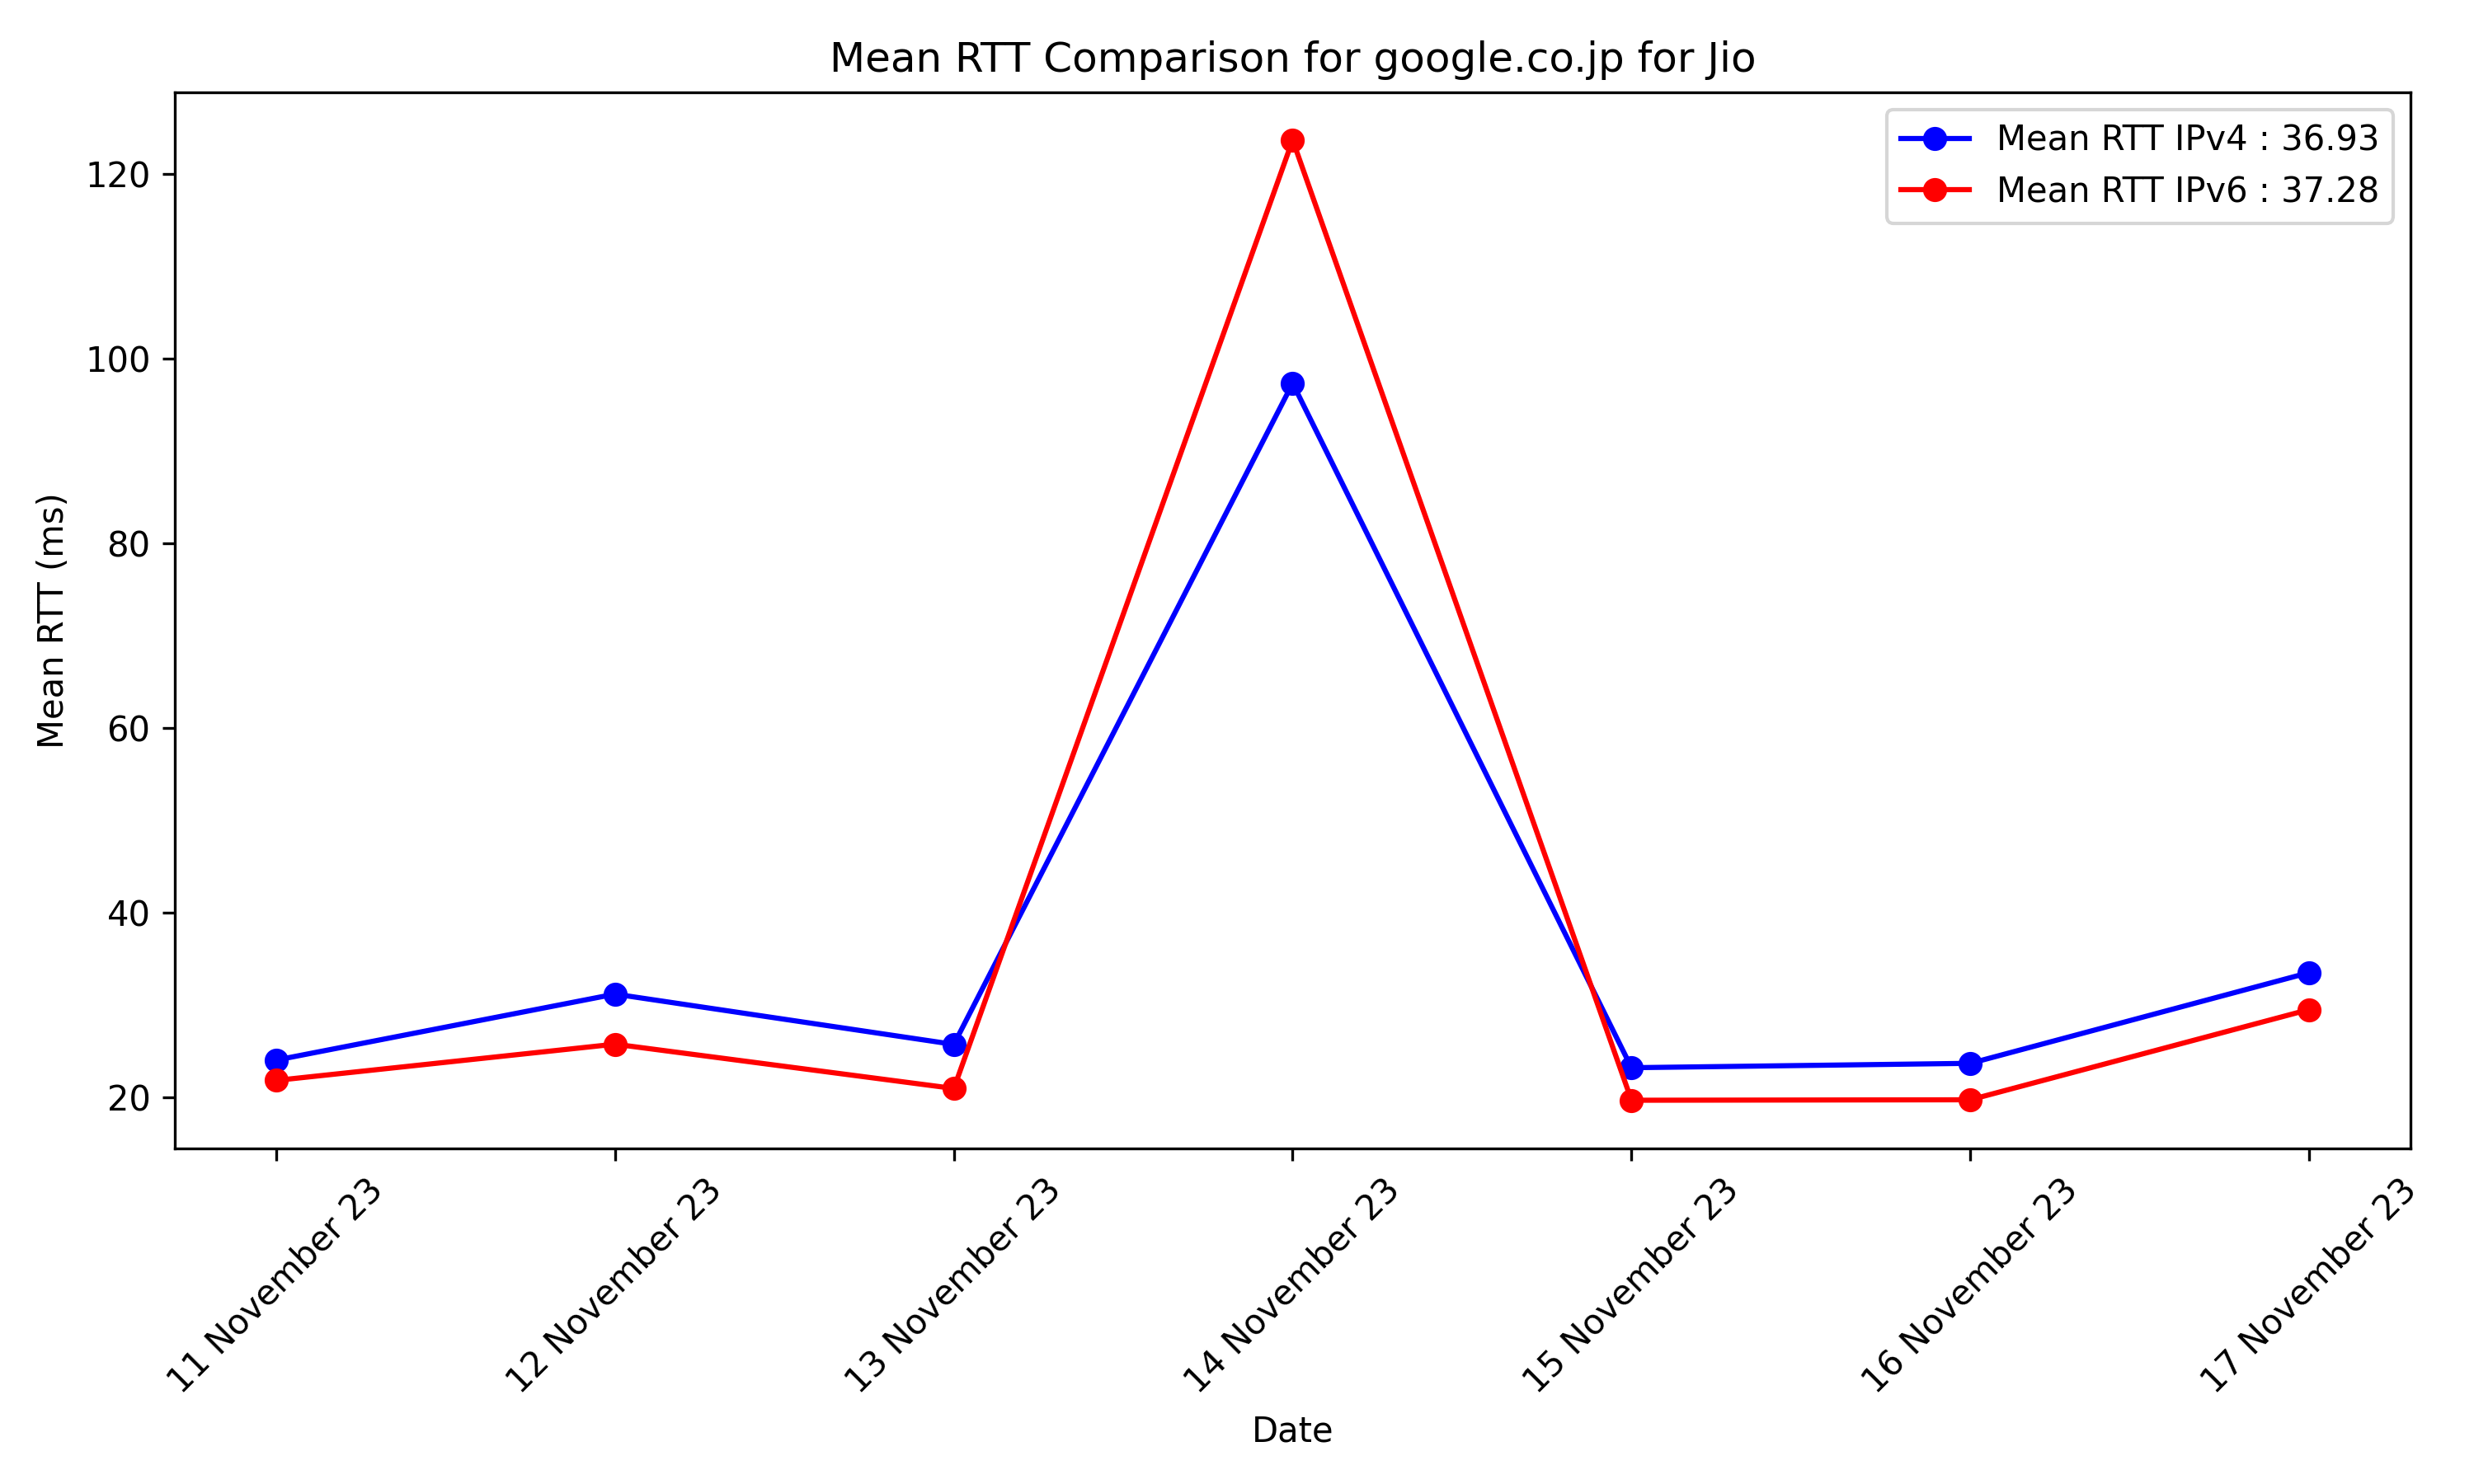 Mean RTT Comparison for google.co.jp for Jio
Mean RTT IPv4 : 36.93
Mean RTT IPv6 : 37.28
Mean RTT (ms)
120
100
80
60
40
20
11 November 23
12 November 23
13 November 23
14 November 23
15 November 23
16 November 23
17 November 23
Date